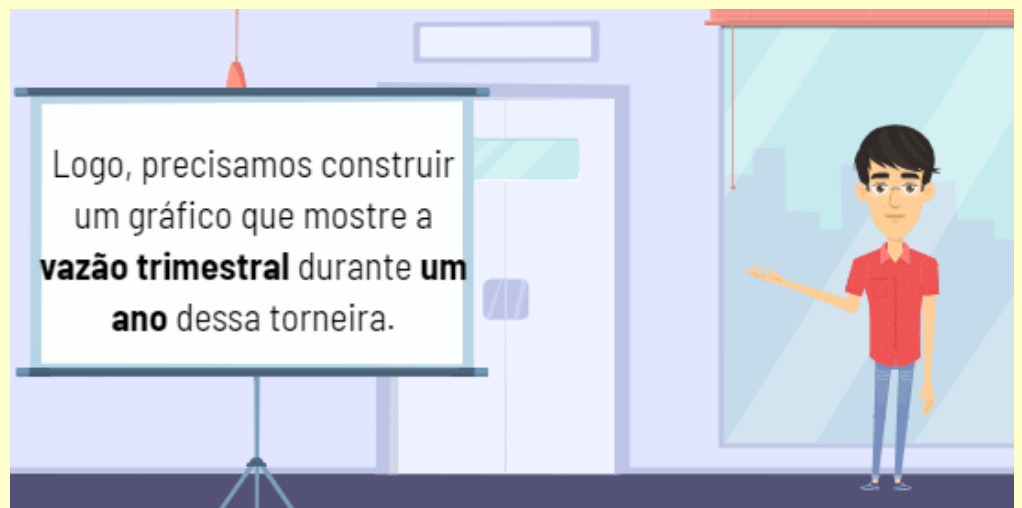 Logo, precisamos construir
um gráfico que mostre a
vazão trimestral durante um
ano dessa torneira.